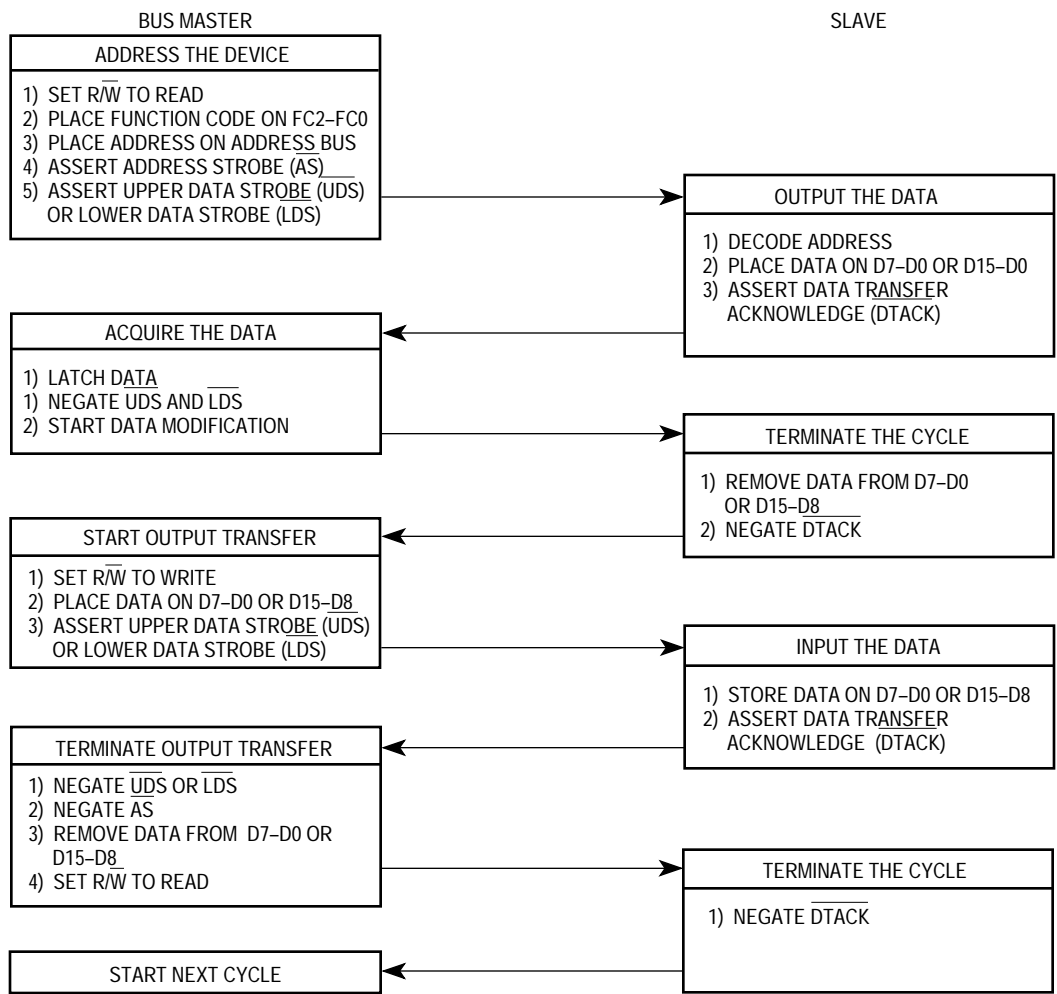 BUS MASTER
SLAVE
ADDRESS THE DEVICE
1) SET R/W̅ TO READ
2) PLACE FUNCTION CODE ON FC2–FC0
3) PLACE ADDRESS ON ADDRESS BUS
4) ASSERT ADDRESS STROBE (AS)
5) ASSERT UPPER DATA STROBE (UDS)
OR LOWER DATA STROBE (LDS)
OUTPUT THE DATA
1) DECODE ADDRESS
2) PLACE DATA ON D7–D0 OR D15–D0
3) ASSERT DATA TRANSFER
ACKNOWLEDGE (DTACK)
ACQUIRE THE DATA
1) LATCH DATA
1) NEGATE UDS AND LDS
2) START DATA MODIFICATION
TERMINATE THE CYCLE
1) REMOVE DATA FROM D7–D0
OR D15–D8
2) NEGATE DTACK
START OUTPUT TRANSFER
1) SET R/W̅ TO WRITE
2) PLACE DATA ON D7–D0 OR D15–D8
3) ASSERT UPPER DATA STROBE (UDS)
OR LOWER DATA STROBE (LDS)
INPUT THE DATA
1) STORE DATA ON D7–D0 OR D15–D8
2) ASSERT DATA TRANSFER
ACKNOWLEDGE (DTACK)
TERMINATE OUTPUT TRANSFER
1) NEGATE UDS OR LDS
2) NEGATE AS
3) REMOVE DATA FROM D7–D0 OR
D15–D8
4) SET R/W̅ TO READ
TERMINATE THE CYCLE
1) NEGATE DTACK
START NEXT CYCLE